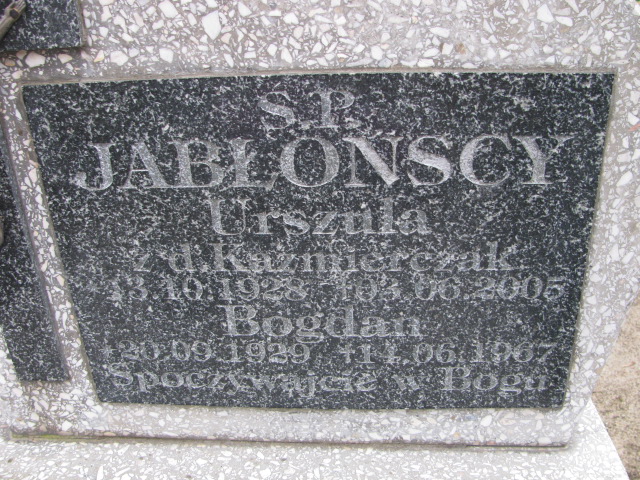 Ś.P.
JABŁOŃSCY
Urszula
z d. Kaźmierczak
*13.10.1928 †03.06.2005
Bogdan
*20.09.1929 †14.06.1967
Spoczywajcie w Bogu